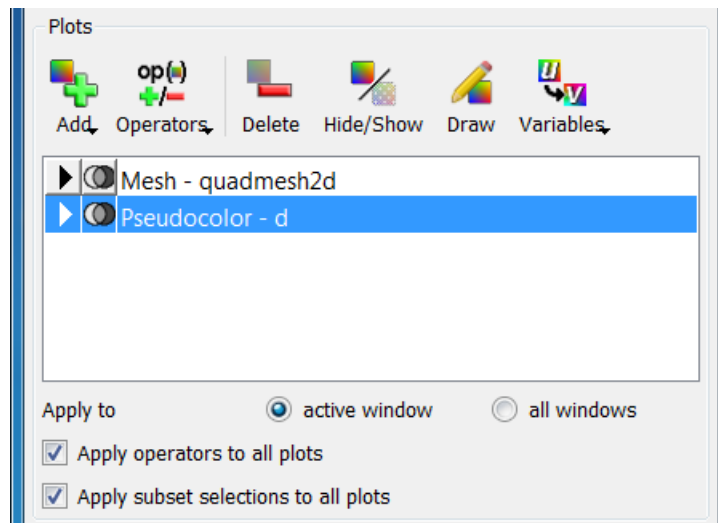 Plots
op( )
+/-
Add Operators Delete Hide/Show Draw Variables
u
v
Mesh - quadmesh2d
Pseudocolor - d
Apply to active window all windows
Apply operators to all plots
Apply subset selections to all plots